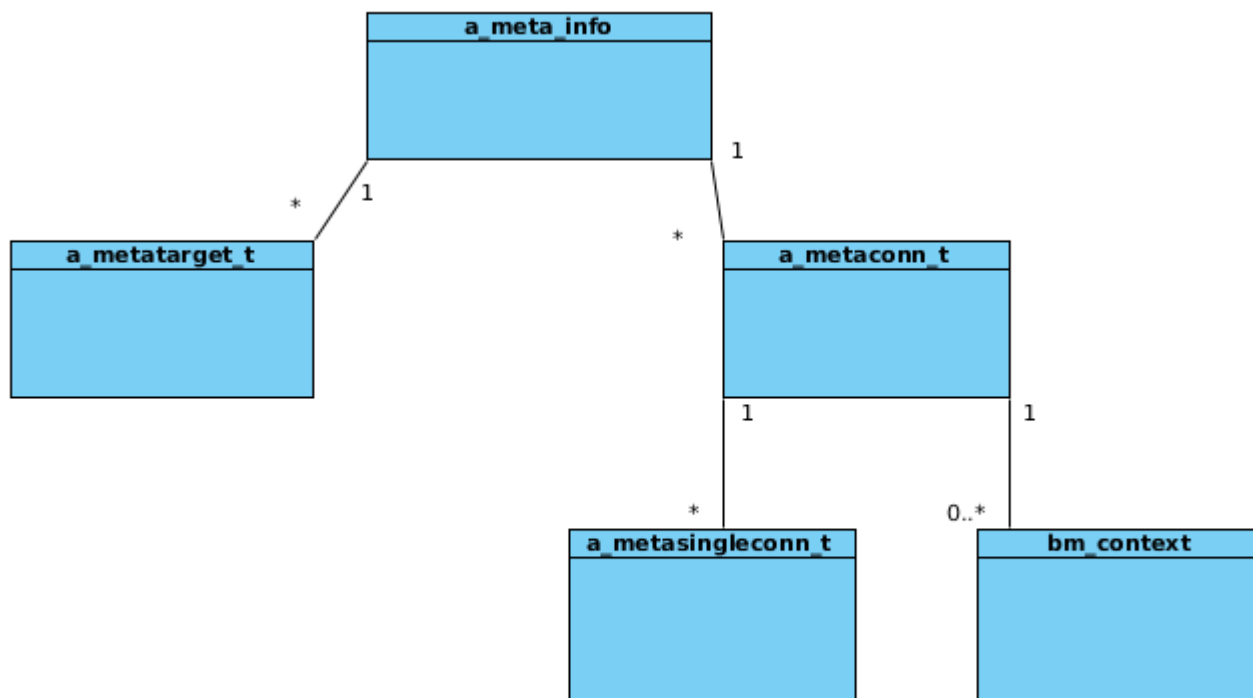 a_meta_info
1
1
*
*
a_metatarget_t
a_metaconn_t
1
1
*
0..*
a_metasingleconn_t
bm_context